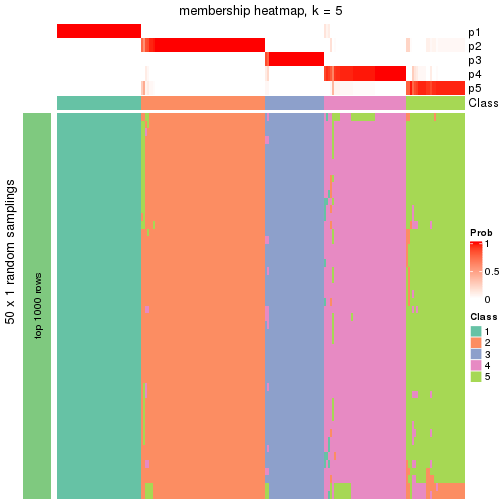 membership heatmap, k = 5
p1
p2
p3
p4
p5
Class
50 x 1 random samplings
top 1000 rows
Prob
1
0.5
0
Class
1
2
3
4
5